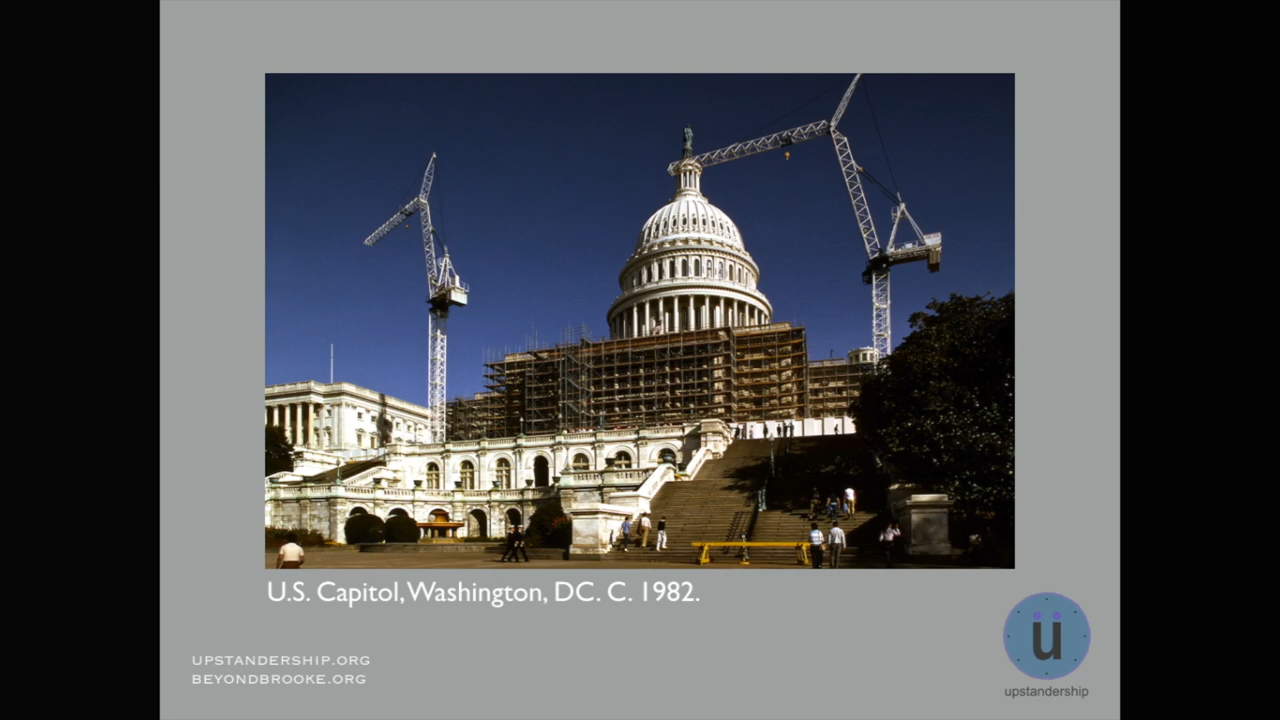 U.S. Capitol, Washington, DC. C. 1982.
UPSTANDERSHIP.ORG
BEYONDBROOKE.ORG
ü
upstandership